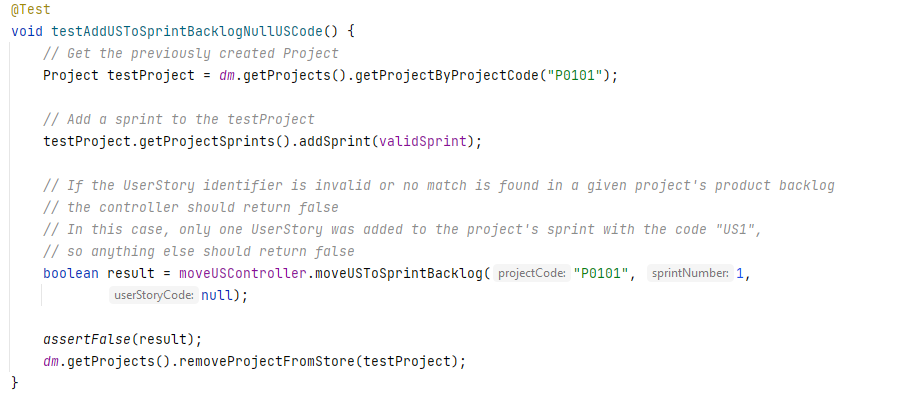 @Test
void testAddUSToSprintBacklogNullUSCode() {
// Get the previously created Project
Project testProject = dm.getProjects().getProjectByProjectCode("P0101");
// Add a sprint to the testProject
testProject.getProjectSprints().addSprint(validSprint);
// If the UserStory identifier is invalid or no match is found in a given project's product backlog
// the controller should return false
// In this case, only one UserStory was added to the project's sprint with the code "US1",
// so anything else should return false
boolean result = moveUSController.moveUSToSprintBacklog( projectCode: "P0101", sprintNumber: 1,
userStoryCode: null);
assertFalse(result);
dm.getProjects().removeProjectFromStore(testProject);
}